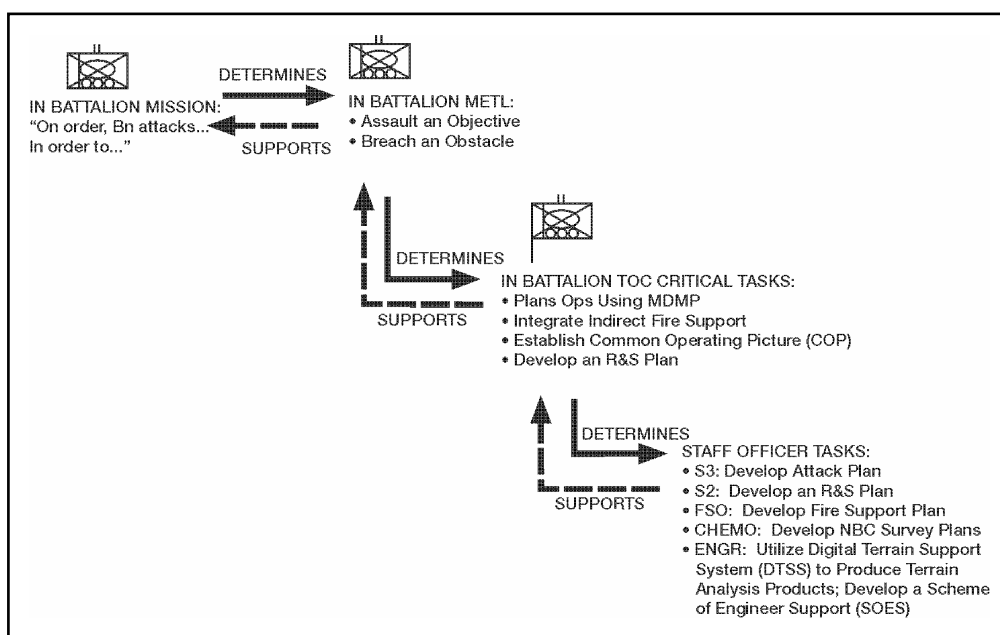 DETERMINES
IN BATTALION MISSION:
"On order, Bn attacks...
In order to..."
SUPPORTS
IN BATTALION METL:
• Assault an Objective
• Breach an Obstacle
DETERMINES
SUPPORTS
IN BATTALION TOC CRITICAL TASKS:
• Plans Ops Using MDMP
• Integrate Indirect Fire Support
• Establish Common Operating Picture (COP)
• Develop an R&S Plan
DETERMINES
SUPPORTS
STAFF OFFICER TASKS:
• S3: Develop Attack Plan
• S2: Develop an R&S Plan
• FSO: Develop Fire Support Plan
• CHEMO: Develop NBC Survey Plans
• ENGR: Utilize Digital Terrain Support
System (DTSS) to Produce Terrain
Analysis Products; Develop a Scheme
of Engineer Support (SOES)